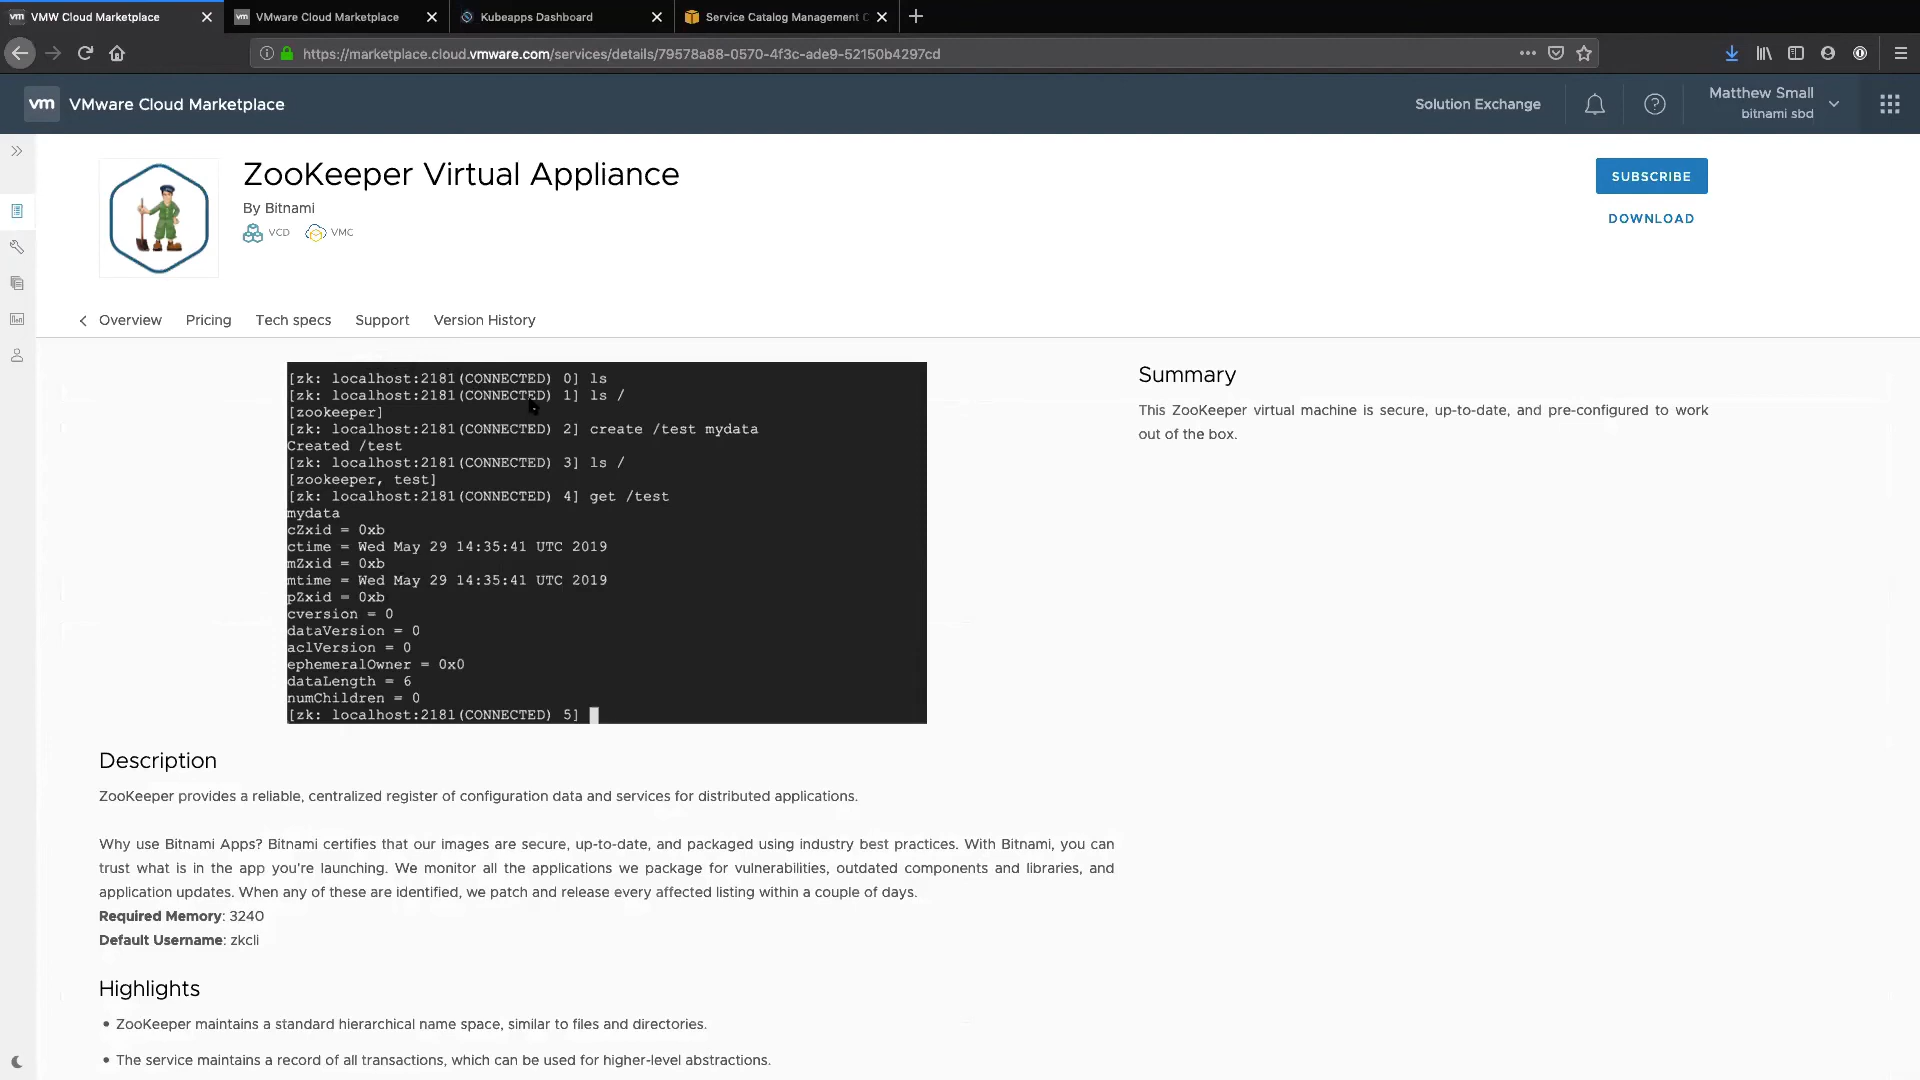 VMW Cloud Marketplace
VMware Cloud Marketplace
Kubeapps Dashboard
Service Catalog Management
https://marketplace.cloud.vmware.com/services/details/79578a88-0570-4f3c-ade9-52150b4297cd
vm VMware Cloud Marketplace
Solution Exchange
Matthew Small
bitnami sbd
ZooKeeper Virtual Appliance
By Bitnami
VCD VMC
SUBSCRIBE
DOWNLOAD
Overview Pricing Tech specs Support Version History
[zk: localhost:2181(CONNECTED) 0] ls
[zk: localhost:2181(CONNECTED) 1] ls /
[zookeeper]
[zk: localhost:2181(CONNECTED) 2] create /test mydata
Created /test
[zk: localhost:2181(CONNECTED) 3] ls /
[zookeeper, test]
[zk: localhost:2181(CONNECTED) 4] get /test
mydata
cZxid = 0xb
ctime = Wed May 29 14:35:41 UTC 2019
mZxid = 0xb
mtime = Wed May 29 14:35:41 UTC 2019
pZxid = 0xb
cversion = 0
dataVersion = 0
aclVersion = 0
ephemeralOwner = 0x0
dataLength = 6
numChildren = 0
[zk: localhost:2181(CONNECTED) 5]
Summary
This ZooKeeper virtual machine is secure, up-to-date, and pre-configured to work
out of the box.
Description
ZooKeeper provides a reliable, centralized register of configuration data and services for distributed applications.
Why use Bitnami Apps? Bitnami certifies that our images are secure, up-to-date, and packaged using industry best practices. With Bitnami, you can
trust what is in the app you're launching. We monitor all the applications we package for vulnerabilities, outdated components and libraries, and
application updates. When any of these are identified, we patch and release every affected listing within a couple of days.
Required Memory: 3240
Default Username: zkcli
Highlights
• ZooKeeper maintains a standard hierarchical name space, similar to files and directories.
• The service maintains a record of all transactions, which can be used for higher-level abstractions.